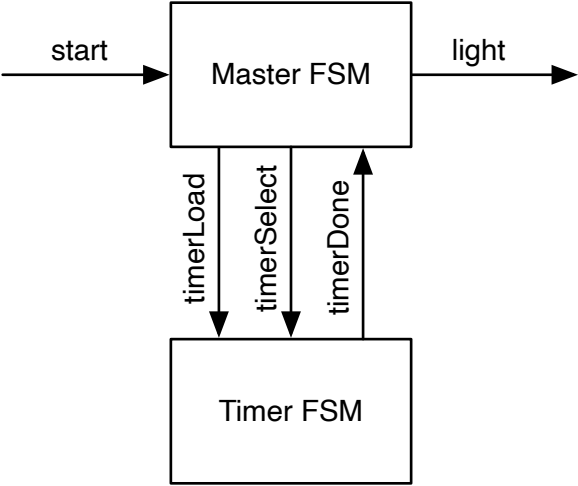 start
Master FSM
light
timerLoad
timerSelect
timerDone
Timer FSM